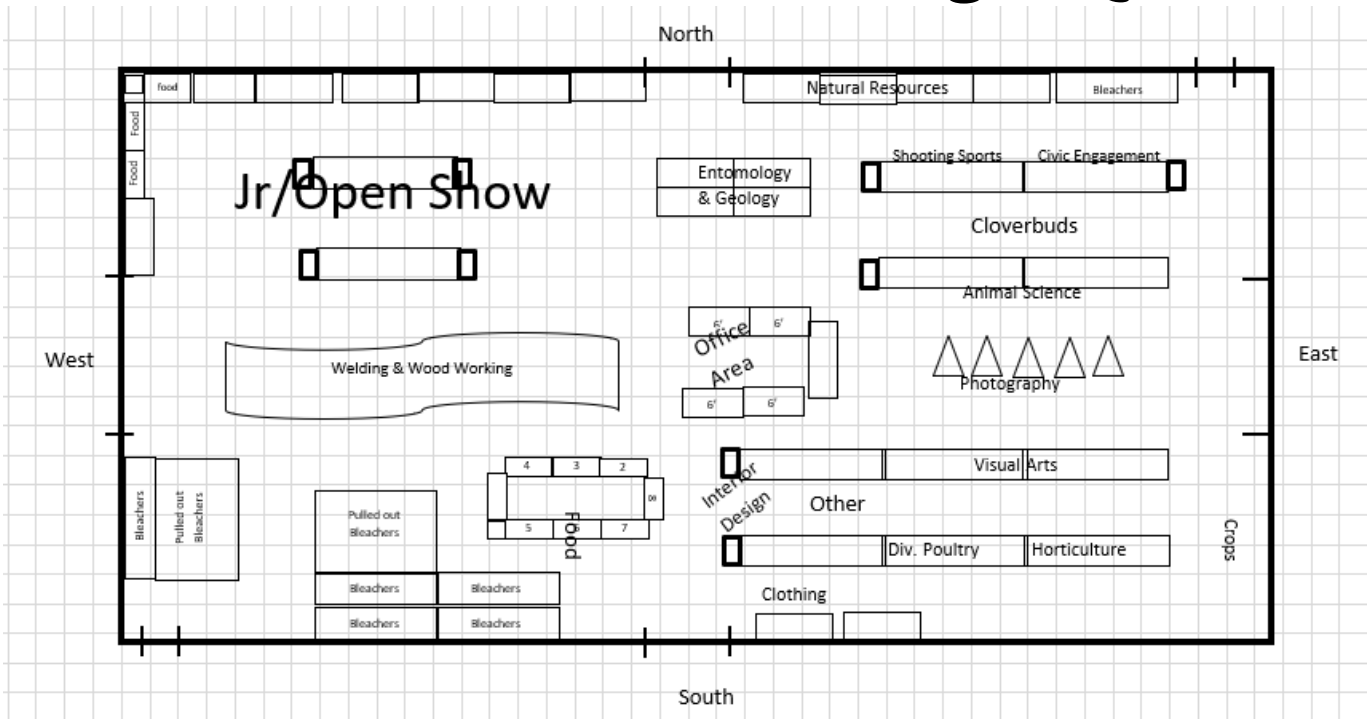 North
food
Natural Resources
Bleachers
Food
Food
Shooting Sports
Civic Engagement
Jr/Open Show
Entomology
& Geology
Cloverbuds
Animal Science
6'
6'
Office
Area
6'
6'
West
East
Welding & Wood Working
Photography
4
3
2
8
5
6
7
Food
Visual Arts
Interior
Design
Other
Bleachers
Pulled out
Bleachers
Pulled out
Bleachers
Div. Poultry
Horticulture
Crops
Bleachers
Bleachers
Clothing
Bleachers
Bleachers
South